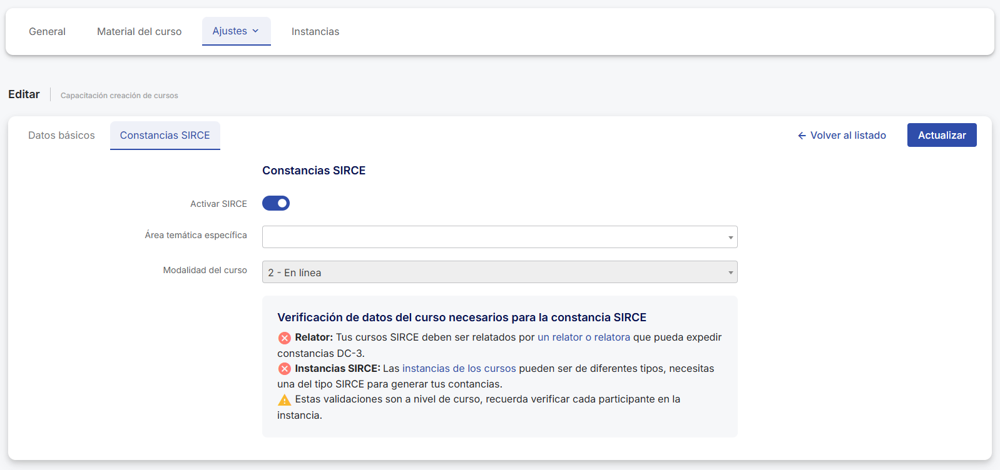 General
Material del curso
Ajustes
Instancias
Editar
Capacitación creación de cursos
Datos básicos
Constancias SIRCE
Volver al listado
Actualizar
Constancias SIRCE
Activar SIRCE
Área temática específica
Modalidad del curso
2 - En línea
Verificación de datos del curso necesarios para la constancia SIRCE
Relator: Tus cursos SIRCE deben ser relatados por un relator o relatora que pueda expedir
constancias DC-3.
Instancias SIRCE: Las instancias de los cursos pueden ser de diferentes tipos, necesitas
una del tipo SIRCE para generar tus contancias.
Estas validaciones son a nivel de curso, recuerda verificar cada participante en la
instancia.